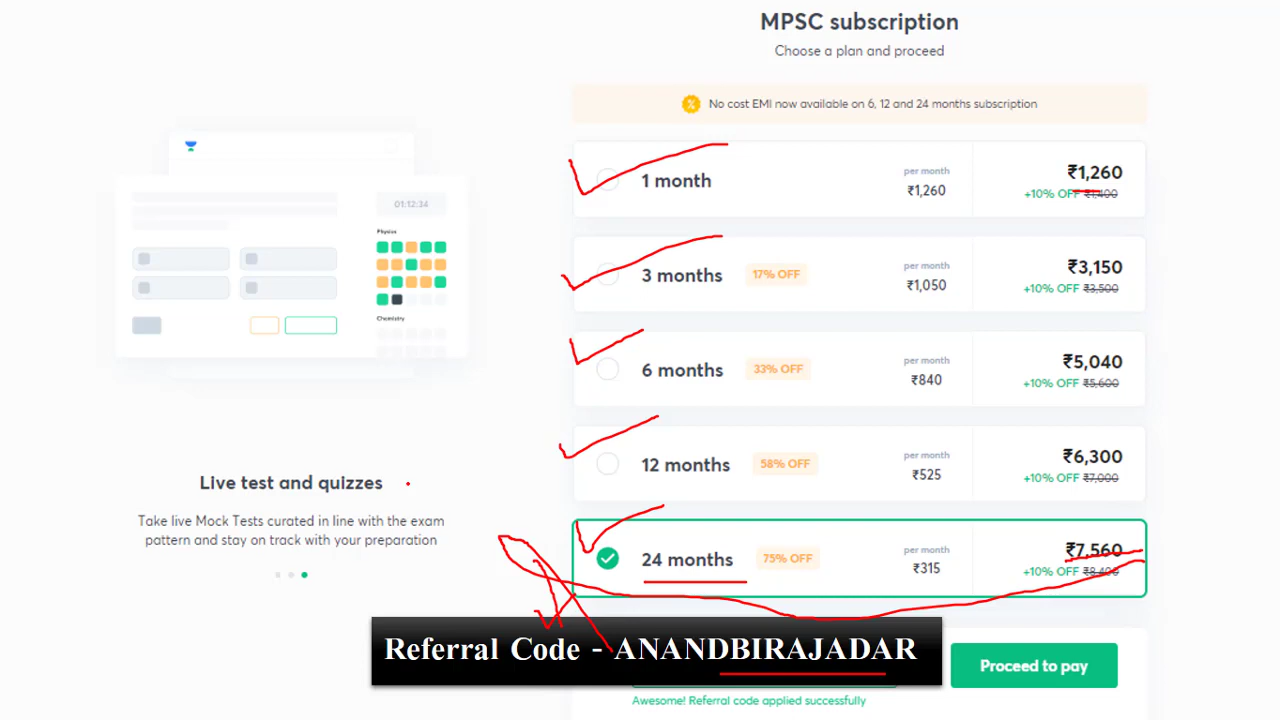 MPSC subscription
Choose a plan and proceed
No cost EMI now available on 6, 12 and 24 months subscription
1 month
per month
₹1,260
₹1,260
+10% OFF ₹1,400
3 months 17% OFF
per month
₹1,050
₹3,150
+10% OFF ₹3,500
6 months 33% OFF
per month
₹840
₹5,040
+10% OFF ₹5,600
12 months 58% OFF
per month
₹525
₹6,300
+10% OFF ₹7,000
24 months 75% OFF
per month
₹315
₹7,560
+10% OFF ₹8,400
01:12:34
Physics
Chemistry
Live test and quizzes
Take live Mock Tests curated in line with the exam
pattern and stay on track with your preparation
Referral Code - ANANDBIRAJADAR
Proceed to pay
Awesome! Referral code applied successfully